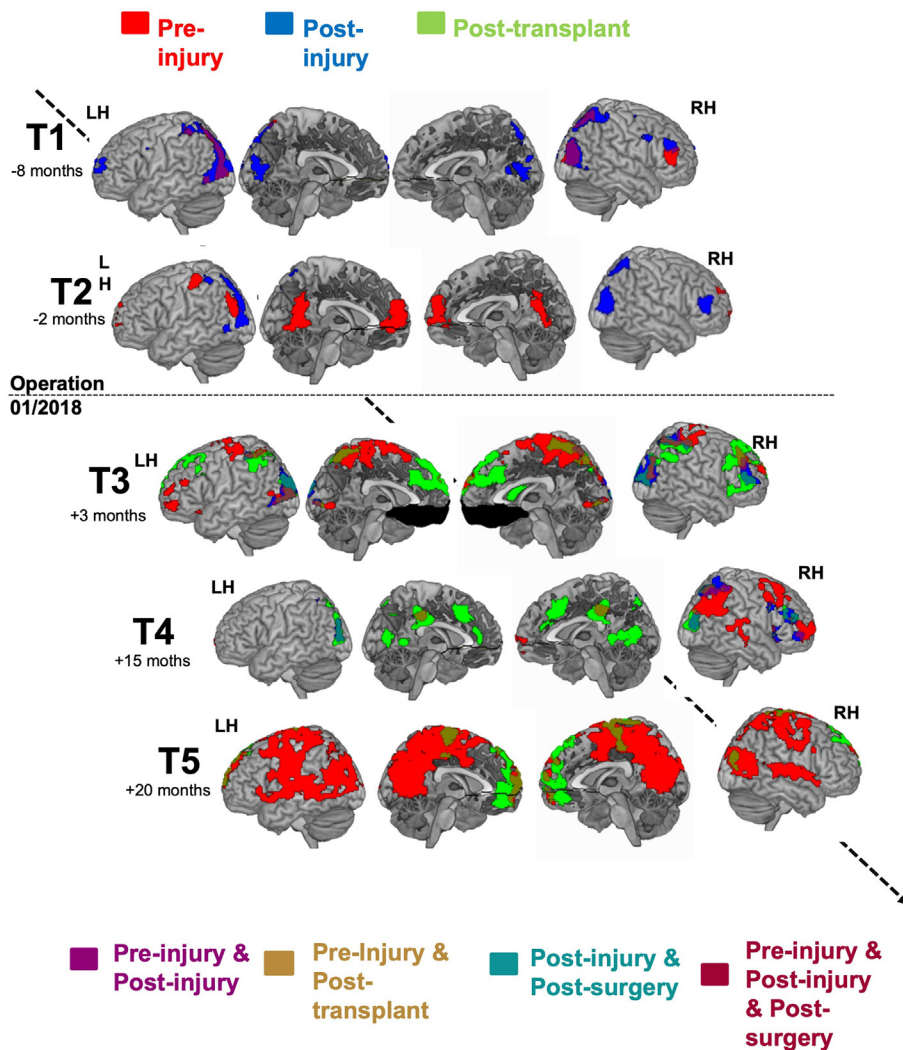 Pre-
injury
Post-
injury
Post-transplant
LH
RH
T1
-8 months
L
H
RH
T2
-2 months
Operation
01/2018
LH
RH
T3
+3 months
LH
RH
T4
+15 moths
LH
RH
T5
+20 months
Pre-injury &
Post-injury
Pre-Injury &
Post-
transplant
Post-injury &
Post-surgery
Pre-injury &
Post-injury
& Post-
surgery